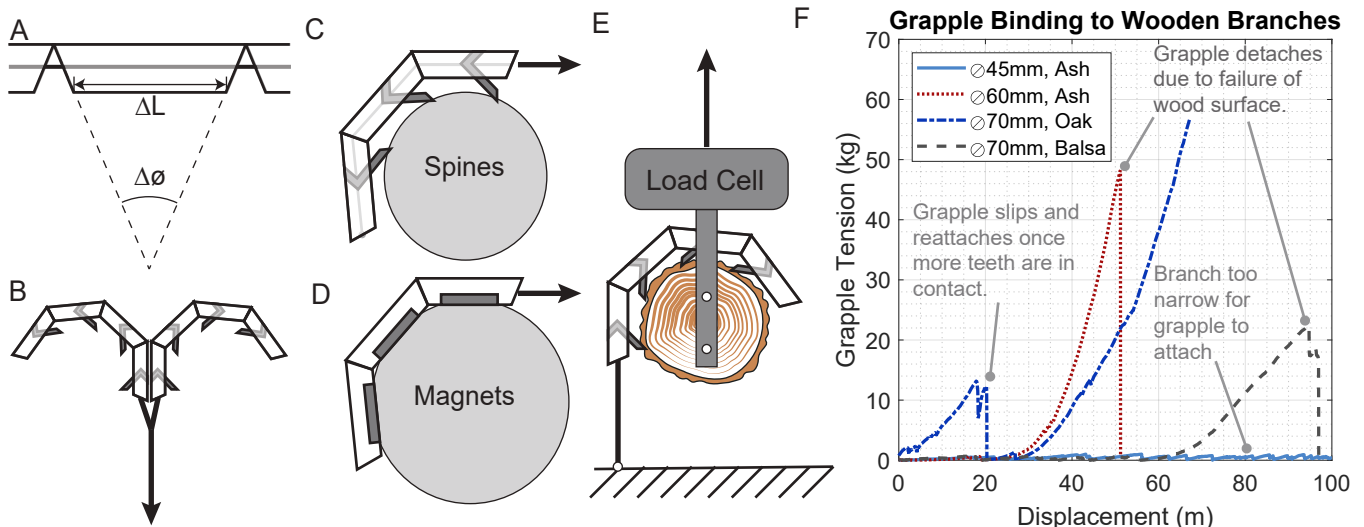 A
ΔL
Δø
B
C
Spines
D
Magnets
E
Load Cell
F
Grapple Binding to Wooden Branches
70
60
50
40
30
20
10
0
Grapple Tension (kg)
∅45mm, Ash
∅60mm, Ash
∅70mm, Oak
∅70mm, Balsa
Grapple detaches
due to failure of
wood surface.
Grapple slips and
reattaches once
more teeth are in
contact.
Branch too
narrow for
grapple to
attach
0
20
40
60
80
100
Displacement (m)